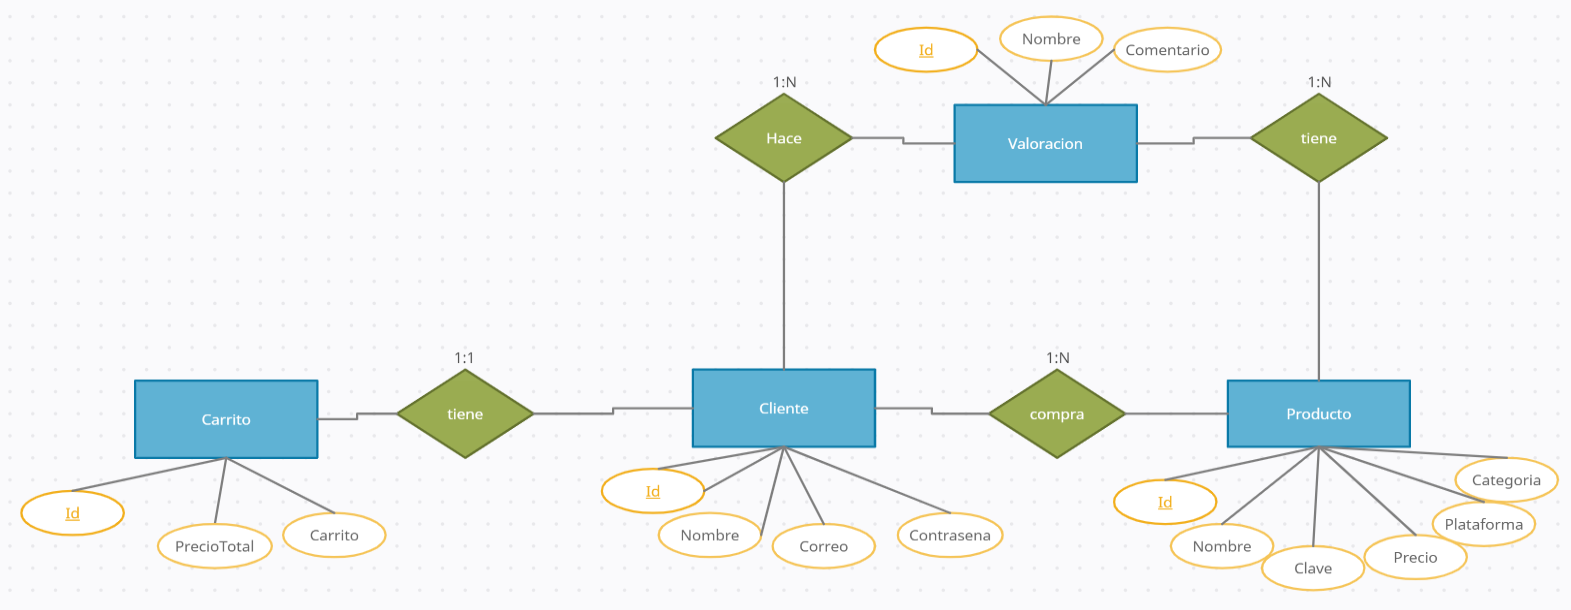 Id
Nombre
Comentario
1:N
1:N
Hace
Valoracion
tiene
1:1
1:N
Carrito
tiene
Cliente
compra
Producto
Id
PrecioTotal
Carrito
Id
Nombre
Correo
Contrasena
Id
Nombre
Clave
Precio
Plataforma
Categoria